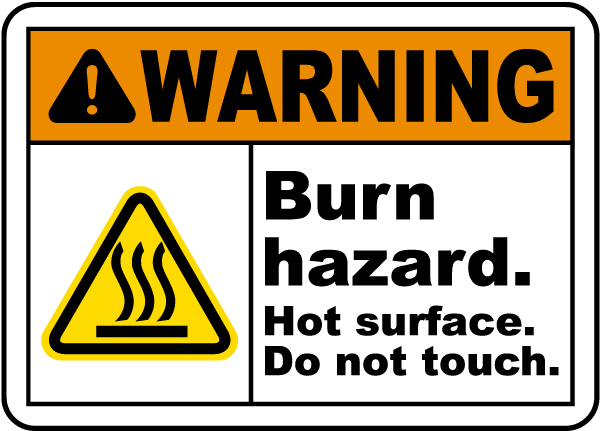 WARNING
Burn
hazard.
Hot surface.
Do not touch.